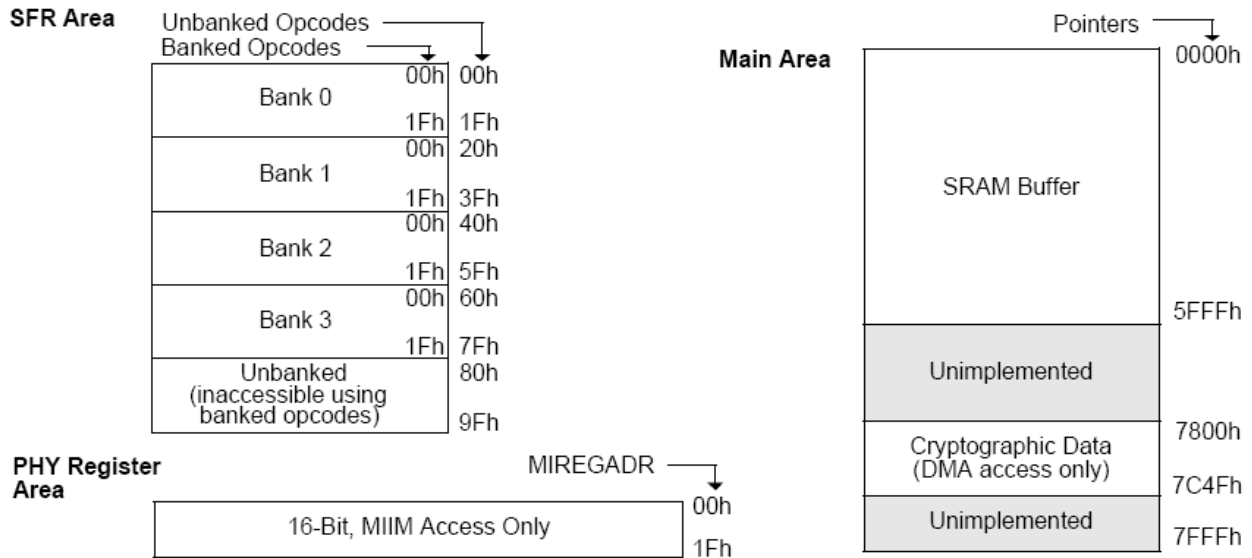 SFR Area
Unbanked Opcodes
Banked Opcodes
00h 00h
Bank 0
1Fh 1Fh
00h 20h
Bank 1
1Fh 3Fh
00h 40h
Bank 2
1Fh 5Fh
00h 60h
Bank 3
1Fh 7Fh
Unbanked
(inaccessible using
banked opcodes)
80h
9Fh
PHY Register
Area
MIREGADR
00h
16-Bit, MIIM Access Only
1Fh
Pointers
Main Area
0000h
SRAM Buffer
5FFFh
Unimplemented
7800h
Cryptographic Data
(DMA access only)
7C4Fh
Unimplemented
7FFFh